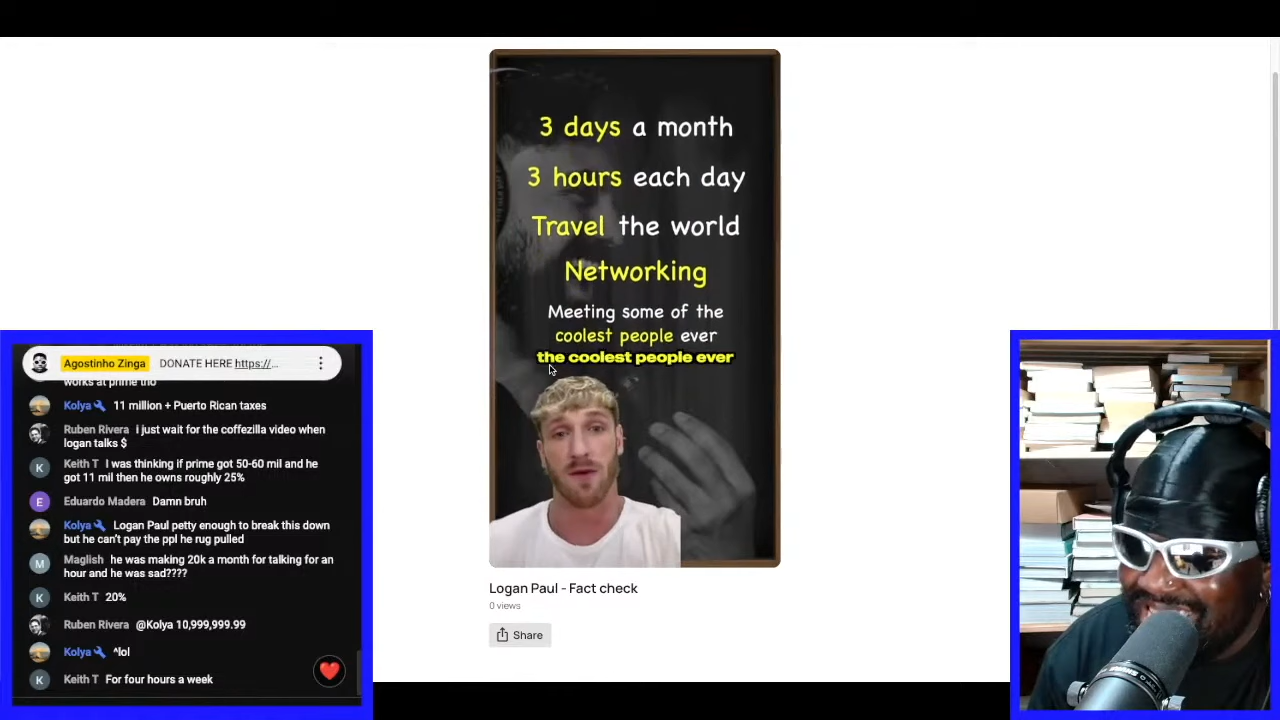 3 days a month
3 hours each day
Travel the world
Networking
Meeting some of the
coolest people ever
the coolest people ever
Logan Paul - Fact check
0 views
Share
Agostinho Zinga DONATE HERE https://...
works at prime tho
Kolya 11 million + Puerto Rican taxes
Ruben Rivera i just wait for the coffezilla video when
logan talks $
K Keith T I was thinking if prime got 50-60 mil and he
got 11 mil then he owns roughly 25%
E Eduardo Madera Damn bruh
Kolya Logan Paul petty enough to break this down
but he can't pay the ppl he rug pulled
M Maglish he was making 20k a month for talking for an
hour and he was sad????
K Keith T 20%
Ruben Rivera @Kolya 10,999,999.99
Kolya ^lol
K Keith T For four hours a week